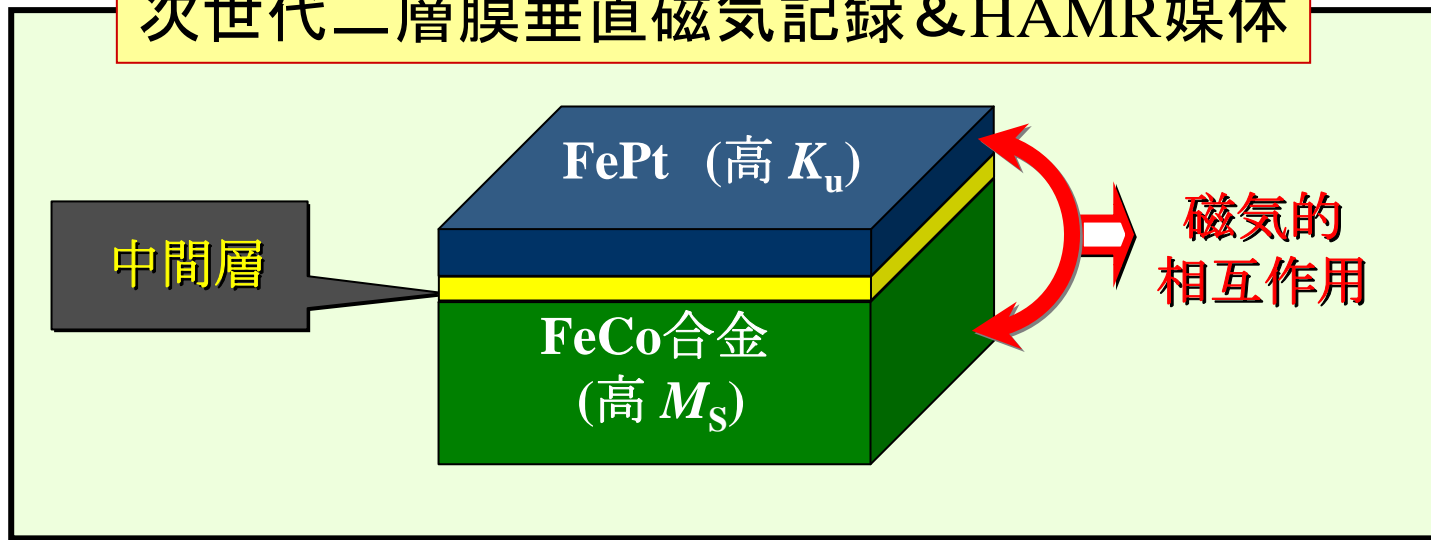 次世代二層膜垂直磁気記録＆HAMR媒体
FePt (高 Ku)
中間層
FeCo合金
(高 MS)
磁気的
相互作用